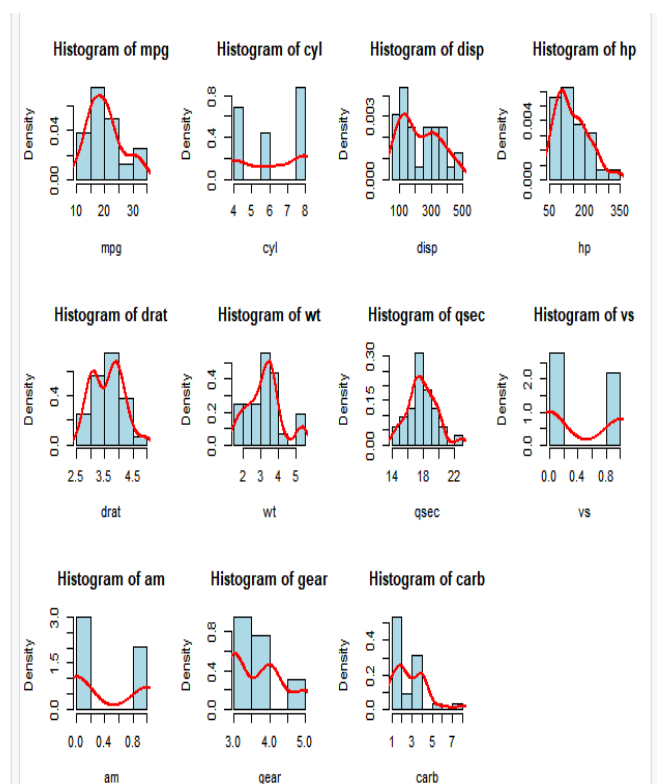 Histogram of mpg
Density
0.00 0.04
10 20 30
mpg
Histogram of cyl
Density
0.0 0.4 0.8
4 5 6 7 8
cyl
Histogram of disp
Density
0.000 0.003
100 300 500
disp
Histogram of hp
Density
0.000 0.003
50 200 350
hp
Histogram of drat
Density
0.0 0.4
2.5 3.5 4.5
drat
Histogram of wt
Density
0.0 0.2 0.4
2 3 4 5
wt
Histogram of qsec
Density
0.00 0.15 0.30
14 18 22
qsec
Histogram of vs
Density
0.0 1.0 2.0
0.0 0.4 0.8
vs
Histogram of am
Density
0.0 1.5 3.0
0.0 0.4 0.8
am
Histogram of gear
Density
0.0 0.4 0.8
3.0 4.0 5.0
gear
Histogram of carb
Density
0.0 0.2 0.4
1 3 5 7
carb